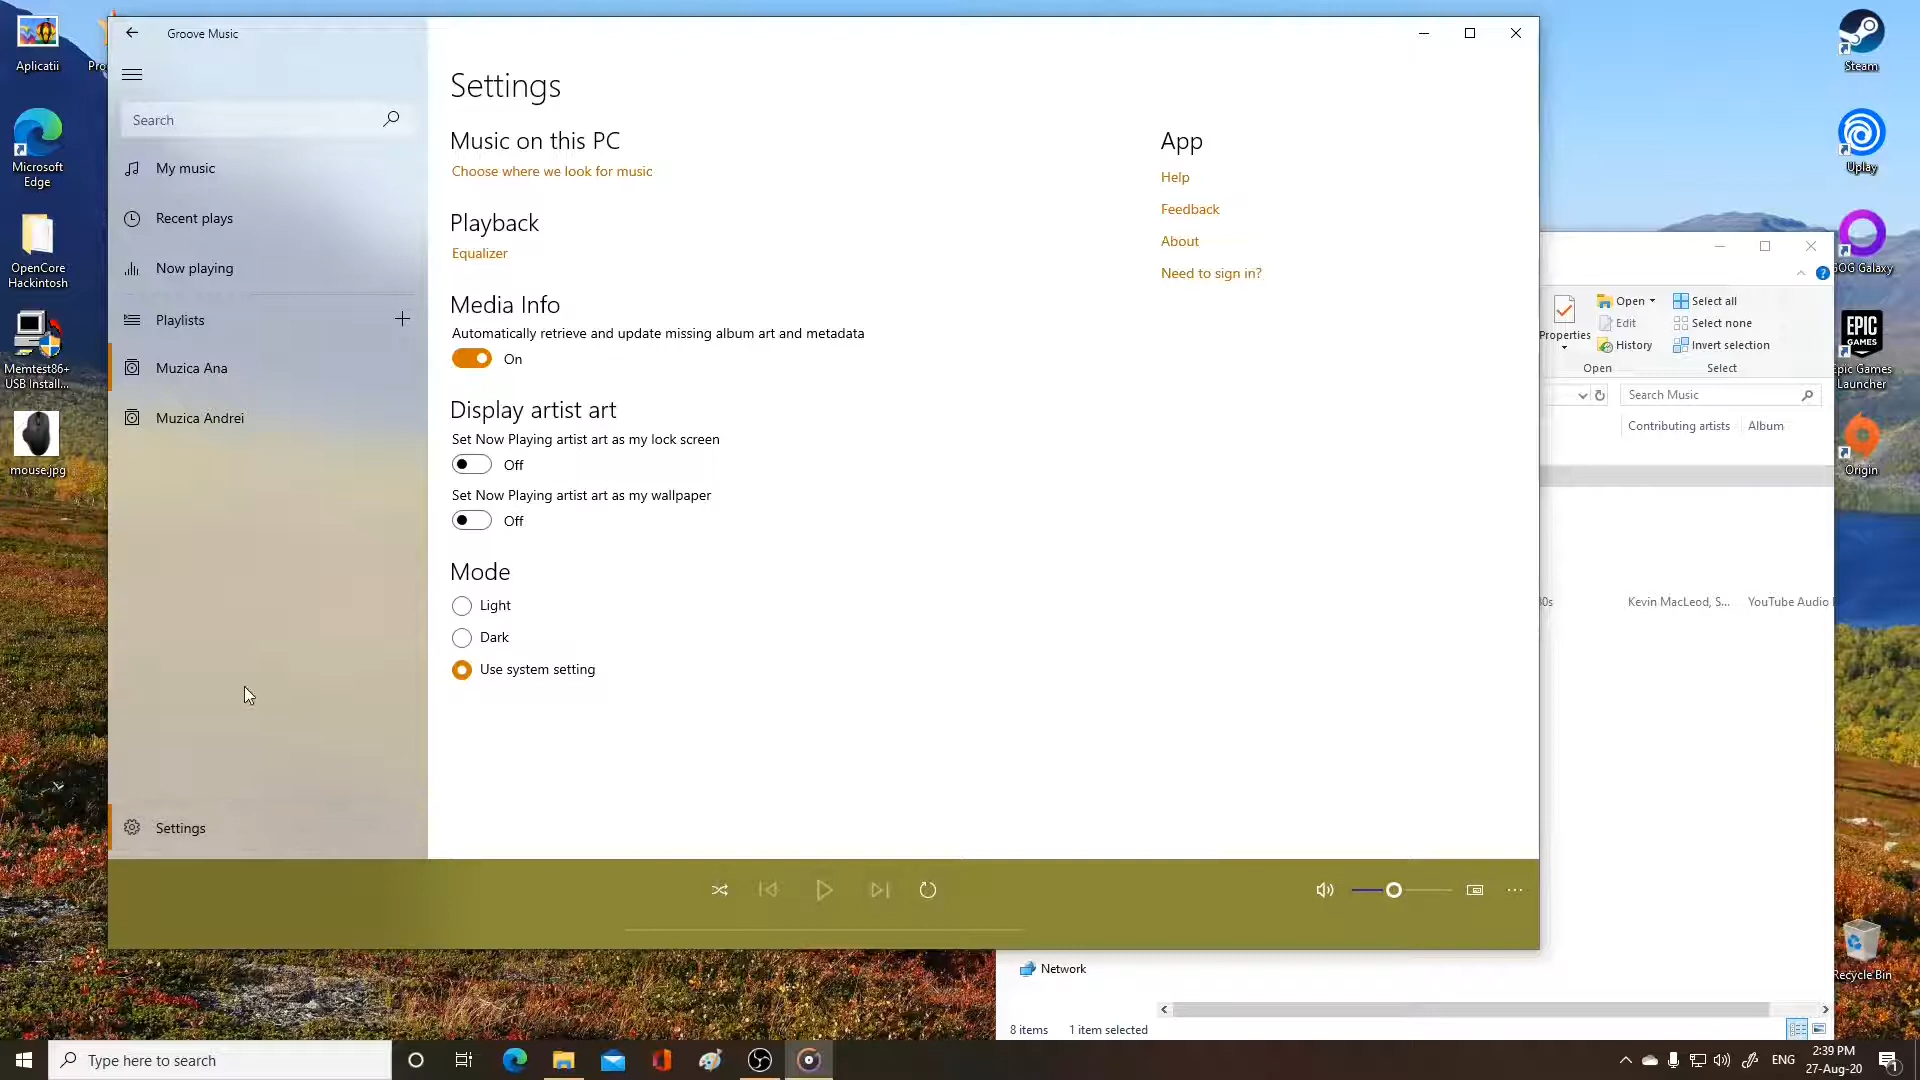 Aplicatii
Pro
Microsoft
Edge
OpenCore
Hackintosh
Memtest86+
USB Install...
mouse.jpg
Groove Music
Search
My music
Recent plays
Now playing
Playlists
Muzica Ana
Muzica Andrei
Settings
Settings
Music on this PC
Choose where we look for music
Playback
Equalizer
Media Info
Automatically retrieve and update missing album art and metadata
On
Display artist art
Set Now Playing artist art as my lock screen
Off
Set Now Playing artist art as my wallpaper
Off
Mode
Light
Dark
Use system setting
App
Help
Feedback
About
Need to sign in?
Properties
Open
Edit
History
Open
Select all
Select none
Invert selection
Select
Search Music
Contributing artists
Album
Kevin MacLeod, S...
YouTube Audio
Network
8 items
1 item selected
Steam
Uplay
GOG Galaxy
EPIC
GAMES
Epic Games
Launcher
Origin
Recycle Bin
Type here to search
ENG
2:39 PM
27-Aug-20
1